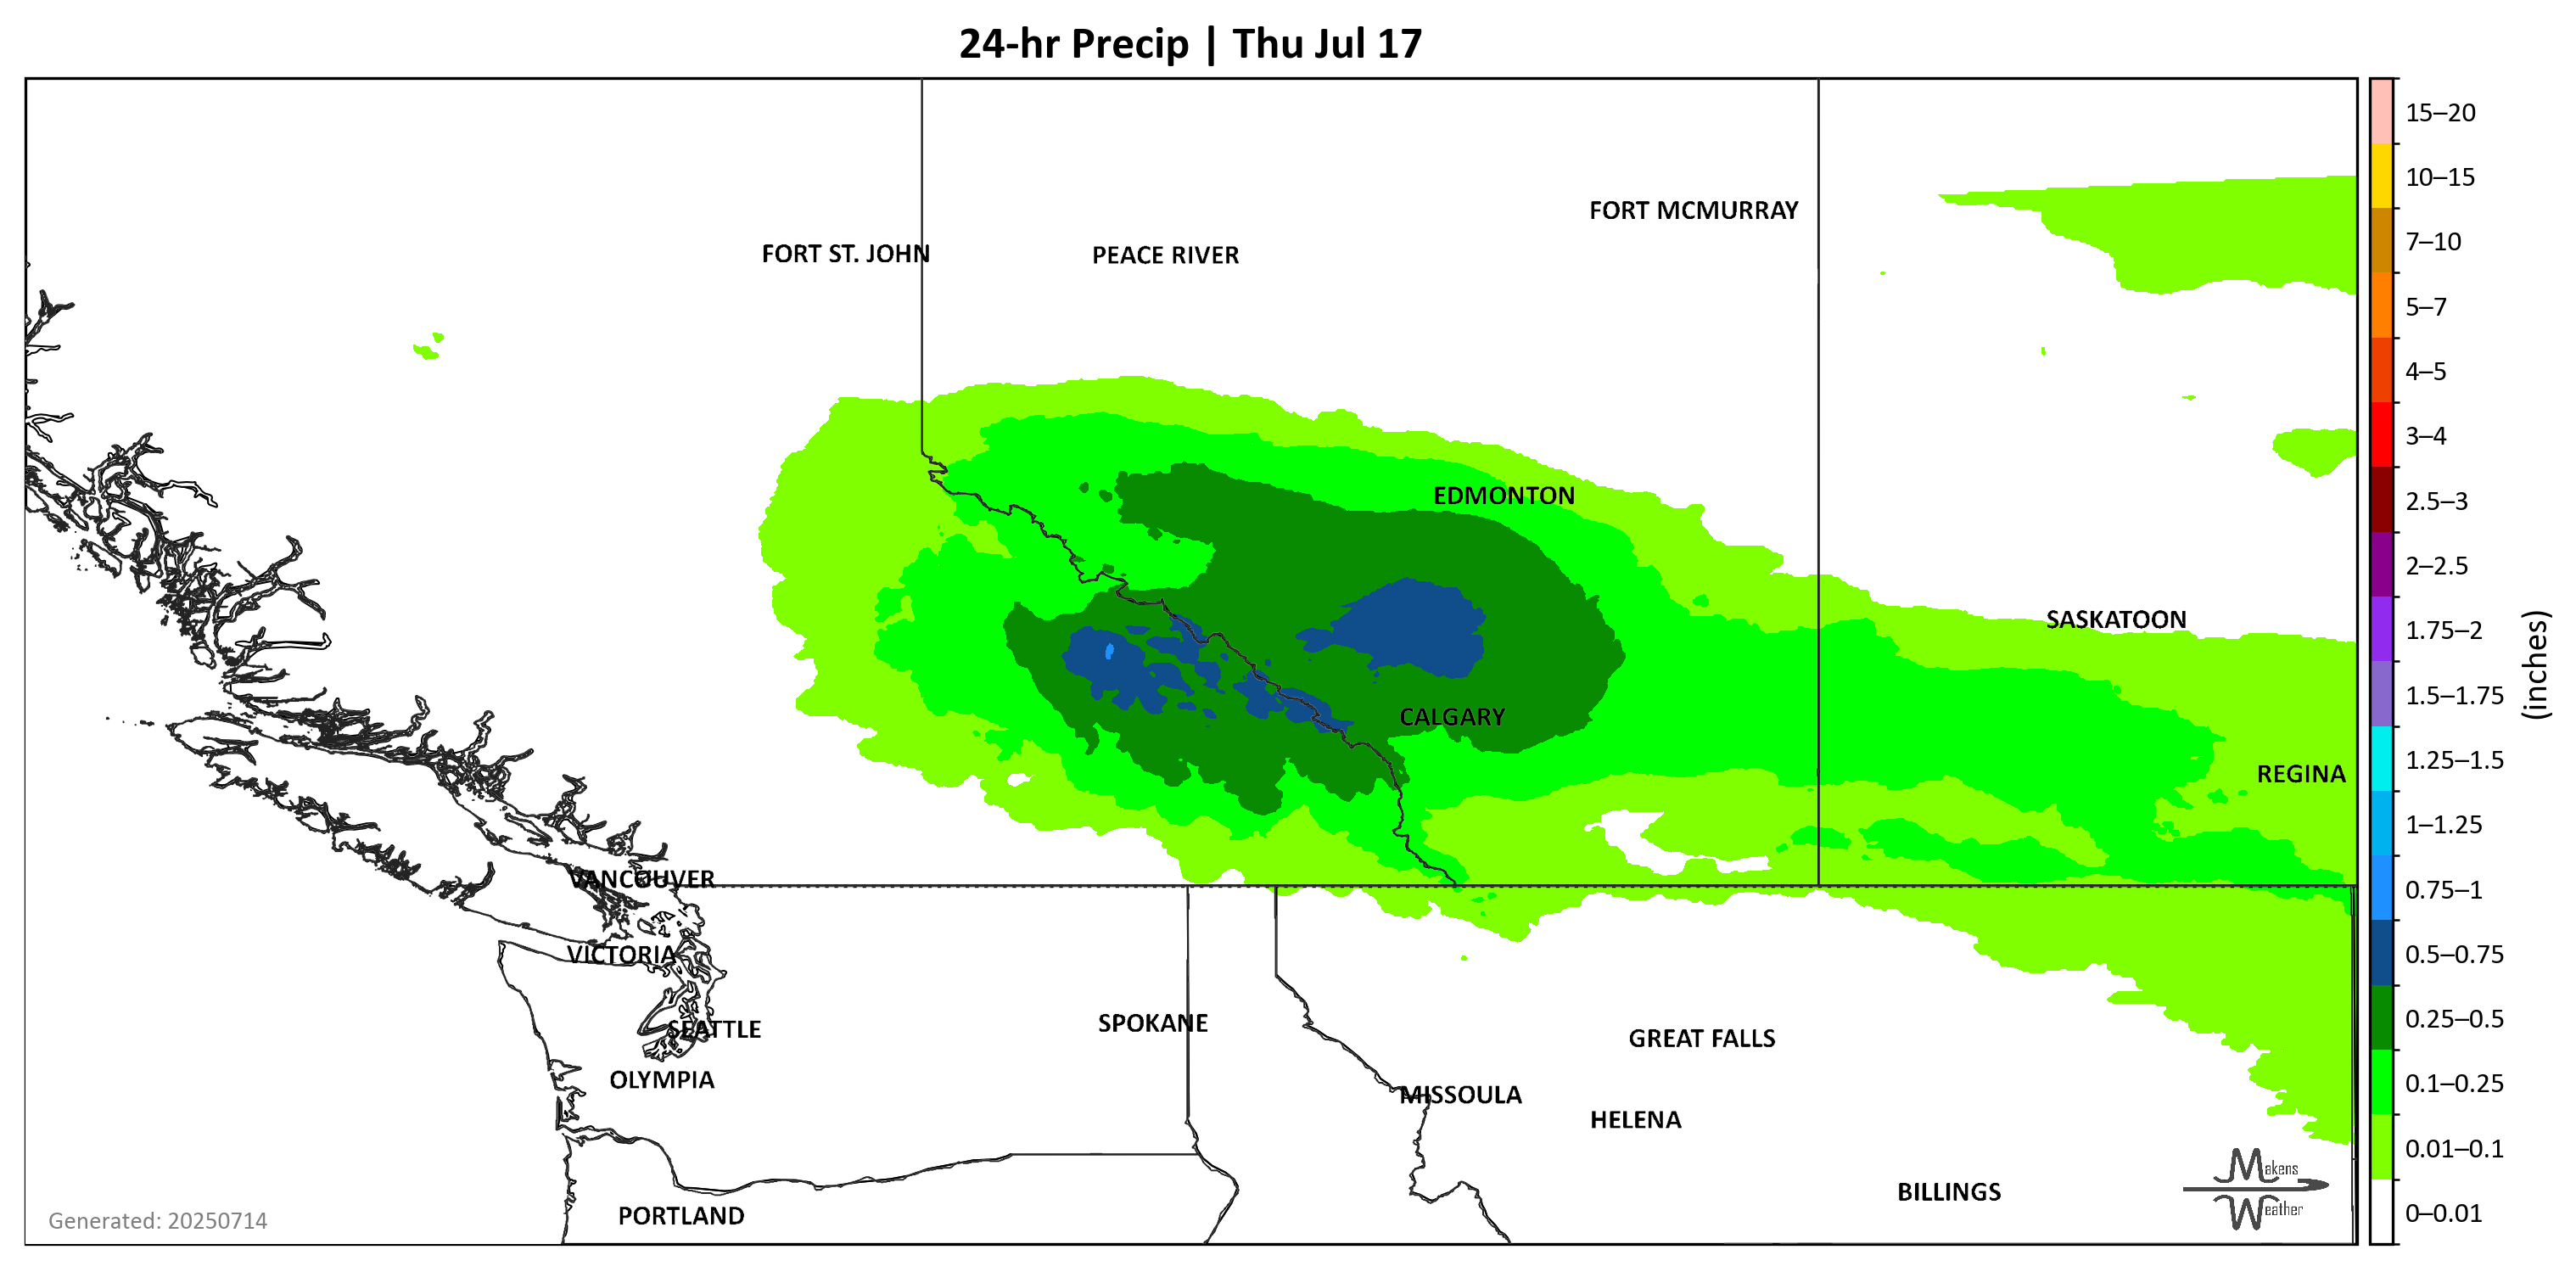 24-hr Precip | Thu Jul 17
15–20
10–15
7–10
5–7
4–5
3–4
2.5–3
2–2.5
1.75–2
1.5–1.75
1.25–1.5
1–1.25
0.75–1
0.5–0.75
0.25–0.5
0.1–0.25
0.01–0.1
0–0.01
(inches)
FORT MCMURRAY
FORT ST. JOHN
PEACE RIVER
EDMONTON
SASKATOON
CALGARY
REGINA
VANCOUVER
VICTORIA
SEATTLE
SPOKANE
GREAT FALLS
OLYMPIA
MISSOULA
HELENA
BILLINGS
PORTLAND
Makens
Weather
Generated: 20250714